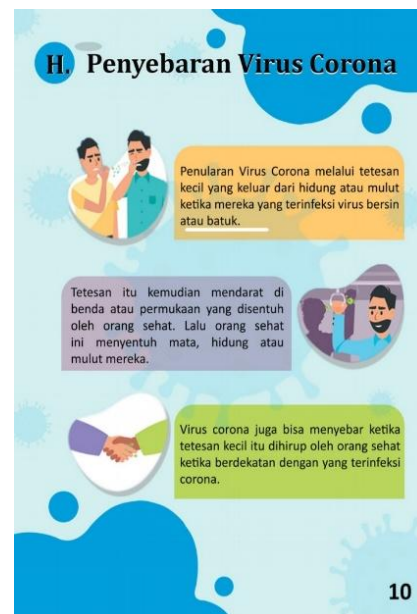 H. Penyebaran Virus Corona
Penularan Virus Corona melalui tetesan
kecil yang keluar dari hidung atau mulut
ketika mereka yang terinfeksi virus bersin
atau batuk.
Tetesan itu kemudian mendarat di
benda atau permukaan yang disentuh
oleh orang sehat. Lalu orang sehat
ini menyentuh mata, hidung atau
mulut mereka.
Virus corona juga bisa menyebar ketika
tetesan kecil itu dihirup oleh orang sehat
ketika berdekatan dengan yang terinfeksi
corona.
10